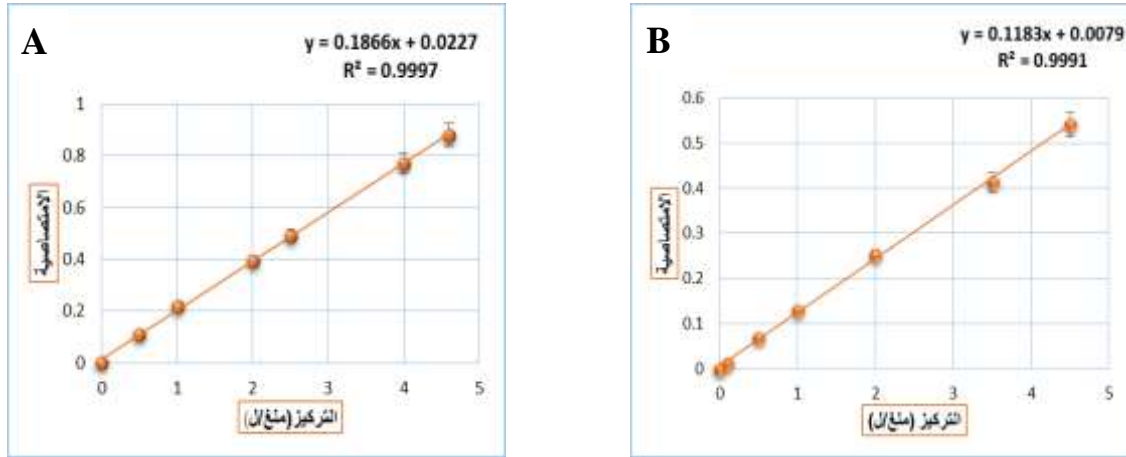 A
y = 0.1866x + 0.0227
R² = 0.9997
1
0.8
0.6
0.4
0.2
0
0 1 2 3 4 5
الامتصاصية
التركيز (ملغ/ل)
B
y = 0.1183x + 0.0079
R² = 0.9991
0.6
0.5
0.4
0.3
0.2
0.1
0
0 1 2 3 4 5
الامتصاصية
التركيز (ملغ/ل)